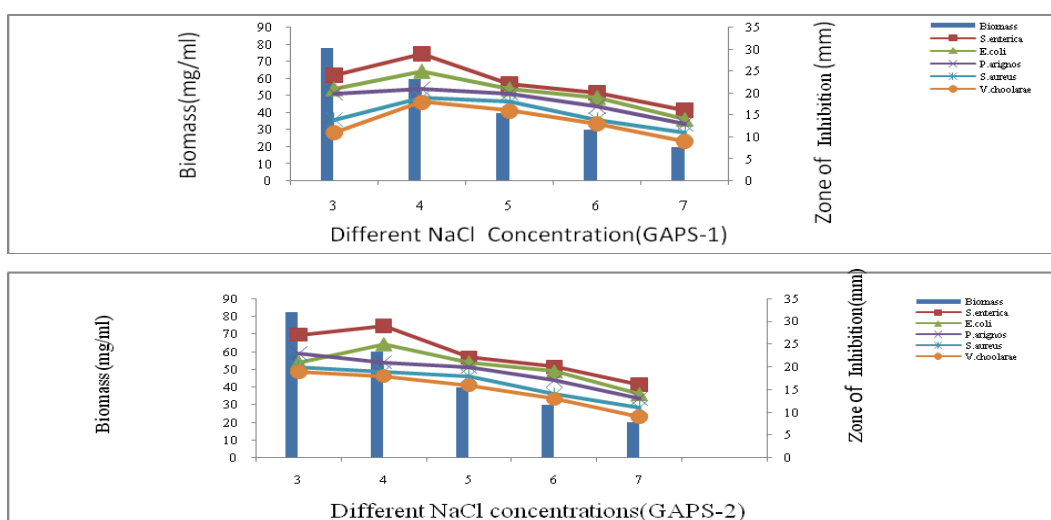 90
80
70
60
50
40
30
20
10
0
Biomass(mg/ml)
35
30
25
20
15
10
5
0
Zone of Inhibition (mm)
3 4 5 6 7
Different NaCl Concentration(GAPS-1)
Biomass
S.enterica
E.coli
P.arignos
S.aureus
V.choolarae
90
80
70
60
50
40
30
20
10
0
Biomass(mg/ml)
35
30
25
20
15
10
5
0
Zone of Inhibition(mm)
3 4 5 6 7
Different NaCl concentrations(GAPS-2)
Biomass
S.enterica
E.coli
P.arignos
S.aureus
V.choolarae